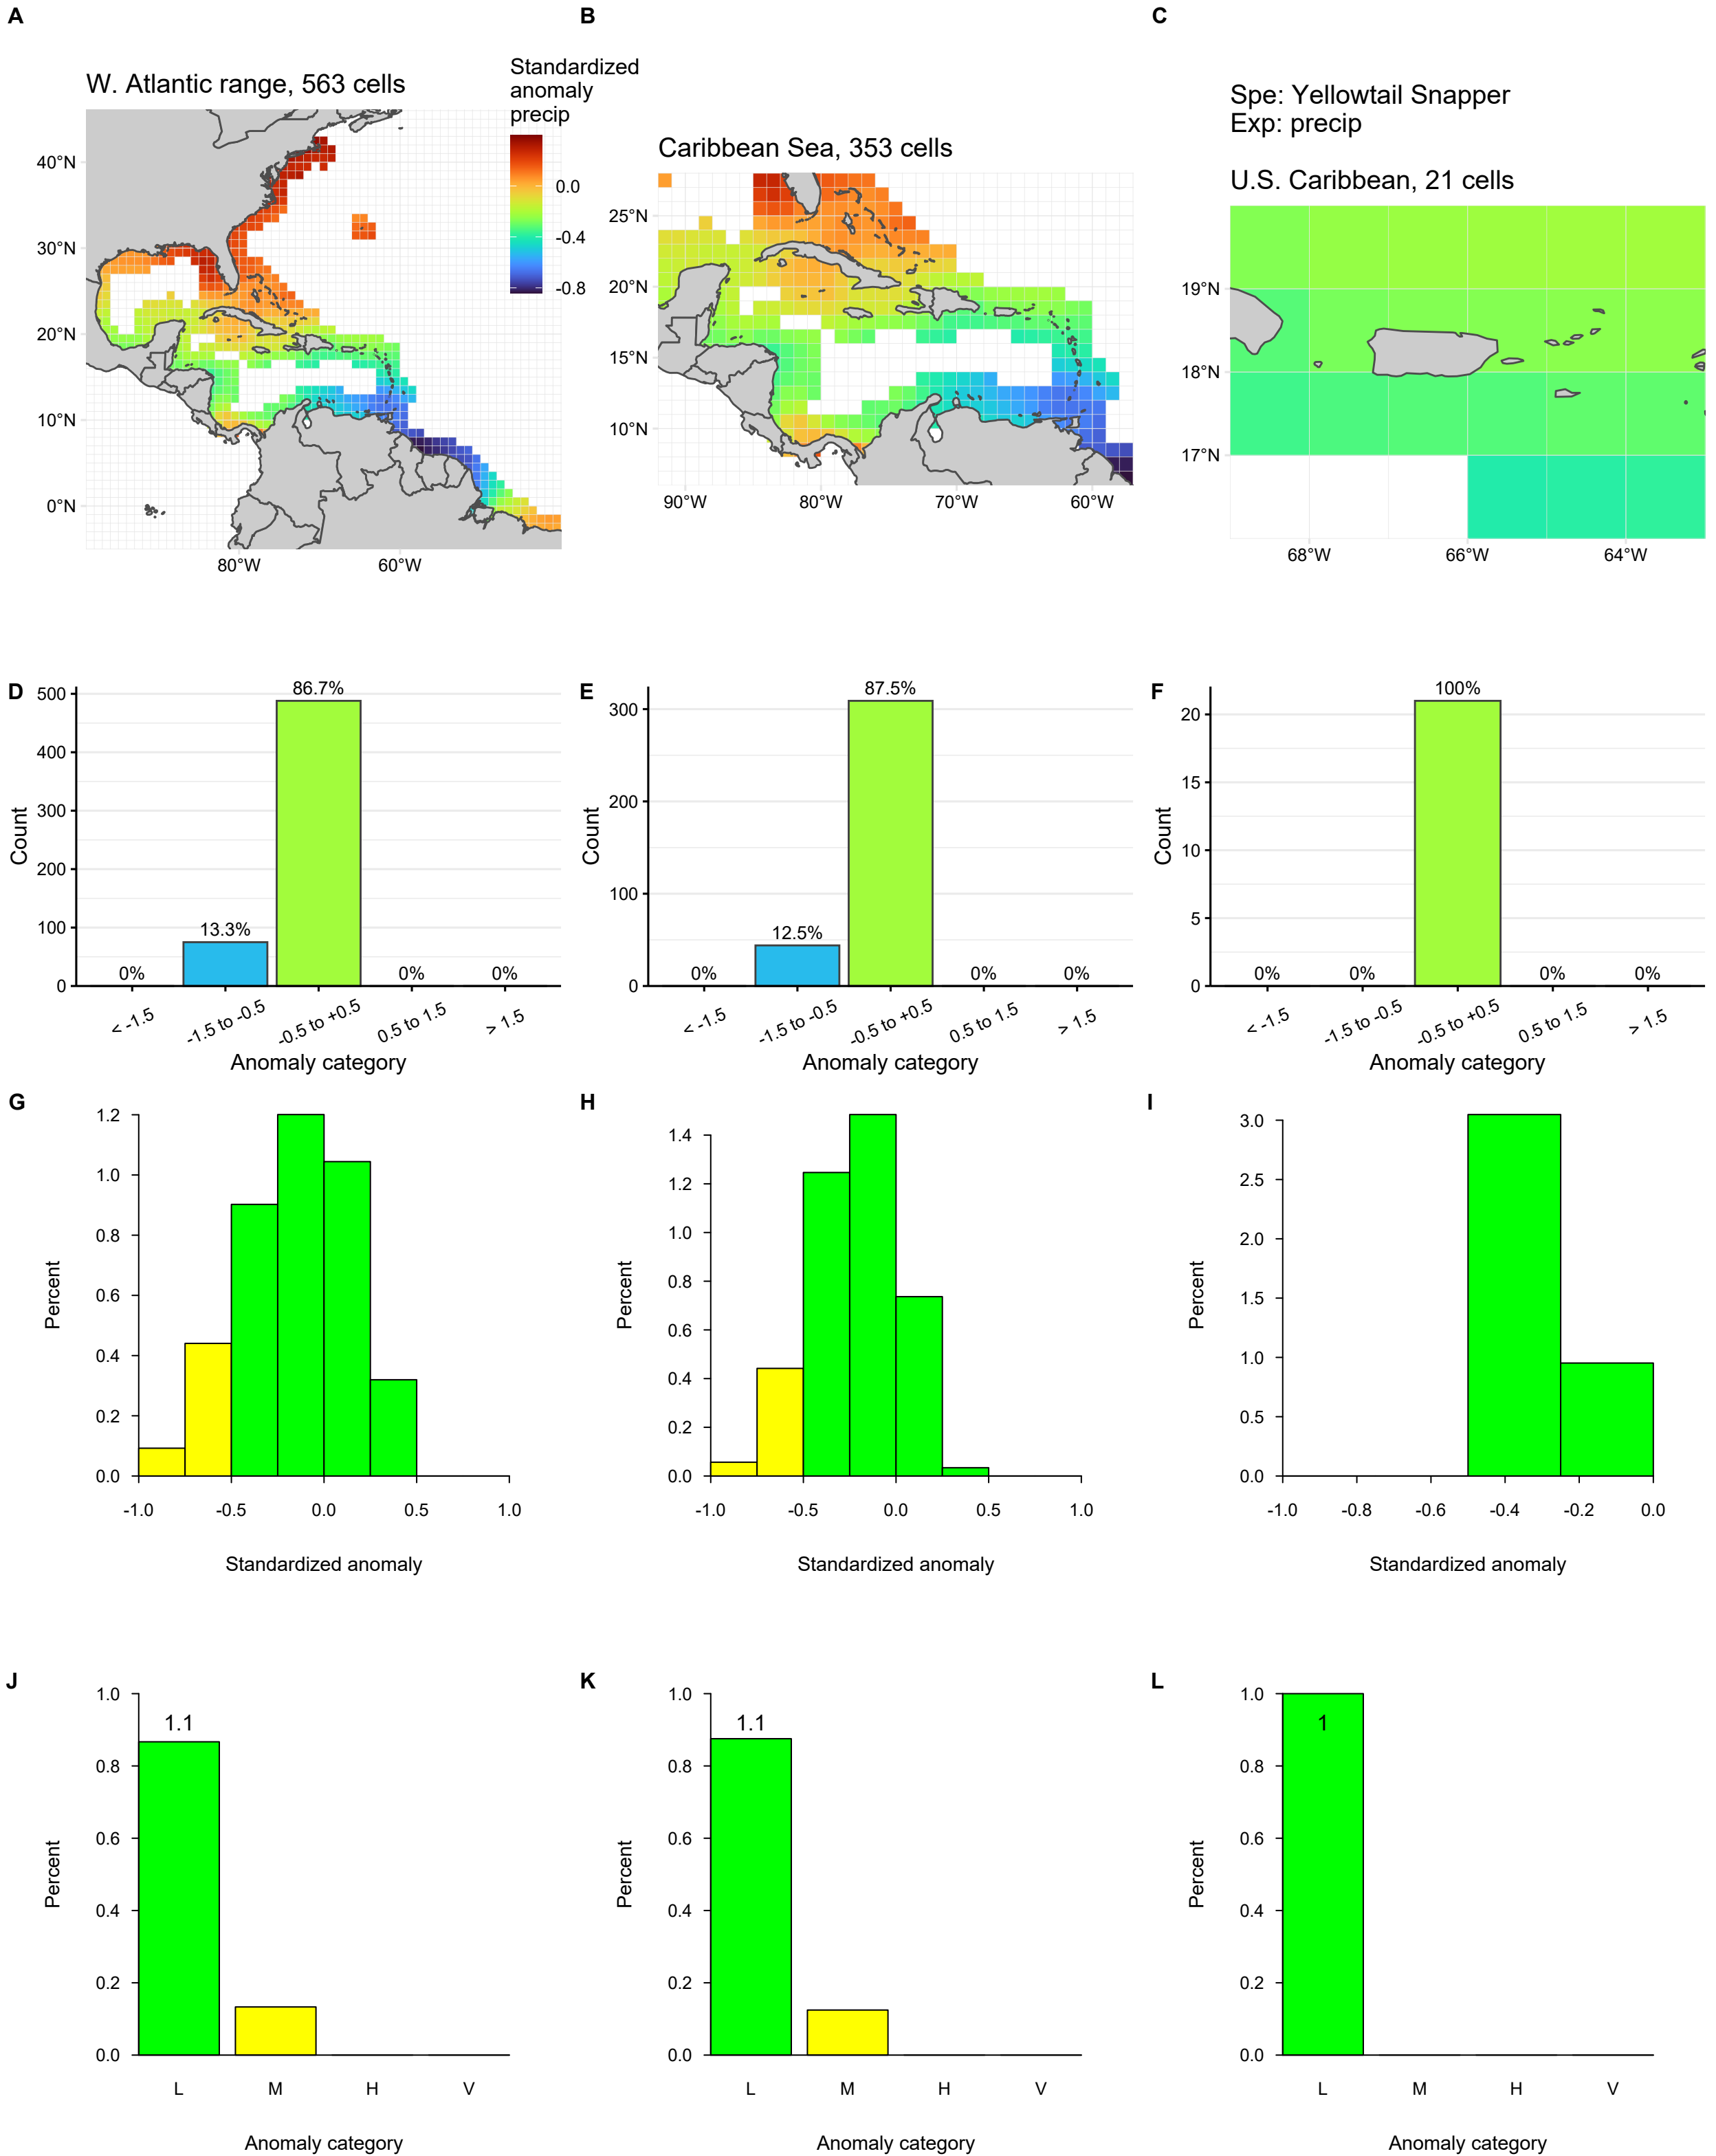 A
B
C
W. Atlantic range, 563 cells
Standardized
anomaly
precip
0.0
-0.4
-0.8
40°N
30°N
20°N
10°N
0°N
80°W
60°W
Caribbean Sea, 353 cells
25°N
20°N
15°N
10°N
90°W
80°W
70°W
60°W
Spe: Yellowtail Snapper
Exp: precip
U.S. Caribbean, 21 cells
19°N
18°N
17°N
68°W
66°W
64°W
D
500
400
300
200
100
0
Count
0%
13.3%
86.7%
0%
0%
< -1.5
-1.5 to -0.5
-0.5 to +0.5
0.5 to 1.5
> 1.5
Anomaly category
E
300
200
100
0
Count
0%
12.5%
87.5%
0%
0%
< -1.5
-1.5 to -0.5
-0.5 to +0.5
0.5 to 1.5
> 1.5
Anomaly category
F
20
15
10
5
0
Count
0%
0%
100%
0%
0%
< -1.5
-1.5 to -0.5
-0.5 to +0.5
0.5 to 1.5
> 1.5
Anomaly category
G
1.2
1.0
0.8
0.6
0.4
0.2
0.0
Percent
-1.0
-0.5
0.0
0.5
1.0
Standardized anomaly
H
1.4
1.2
1.0
0.8
0.6
0.4
0.2
0.0
Percent
-1.0
-0.5
0.0
0.5
1.0
Standardized anomaly
I
3.0
2.5
2.0
1.5
1.0
0.5
0.0
Percent
-1.0
-0.8
-0.6
-0.4
-0.2
0.0
Standardized anomaly
J
1.0
0.8
0.6
0.4
0.2
0.0
Percent
1.1
L
M
H
V
Anomaly category
K
1.0
0.8
0.6
0.4
0.2
0.0
Percent
1.1
L
M
H
V
Anomaly category
L
1.0
0.8
0.6
0.4
0.2
0.0
Percent
1
L
M
H
V
Anomaly category